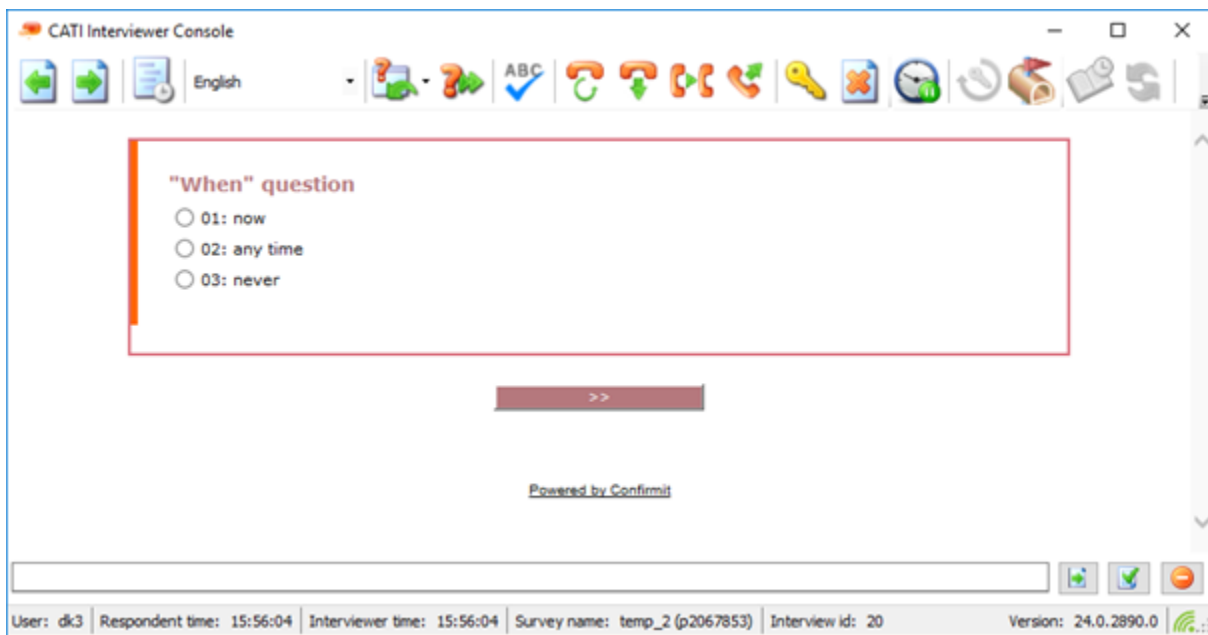 CATI Interviewer Console
English
ABC
"When" question
01: now
02: any time
03: never
>>
Powered by Confirmit
User: dk3 Respondent time: 15:56:04 Interviewer time: 15:56:04 Survey name: temp_2 (p2067853) Interview id: 20 Version: 24.0.2890.0